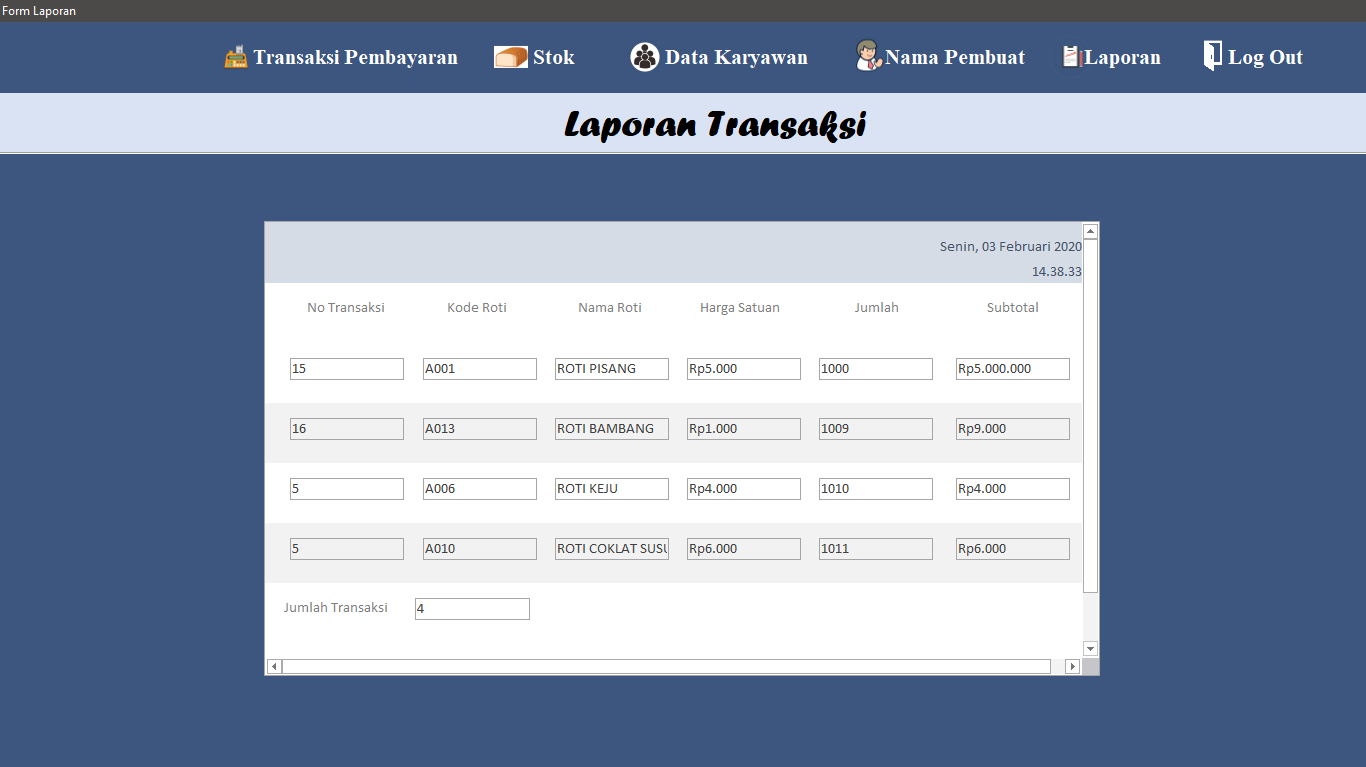 Form Laporan
Transaksi Pembayaran Stok Data Karyawan Nama Pembuat Laporan Log Out
Laporan Transaksi
Senin, 03 Februari 2020
14.38.33
No Transaksi Kode Roti Nama Roti Harga Satuan Jumlah Subtotal
15 A001 ROTI PISANG Rp5.000 1000 Rp5.000.000
16 A013 ROTI BAMBANG Rp1.000 1009 Rp9.000
5 A006 ROTI KEJU Rp4.000 1010 Rp4.000
5 A010 ROTI COKLAT SUSU Rp6.000 1011 Rp6.000
Jumlah Transaksi 4